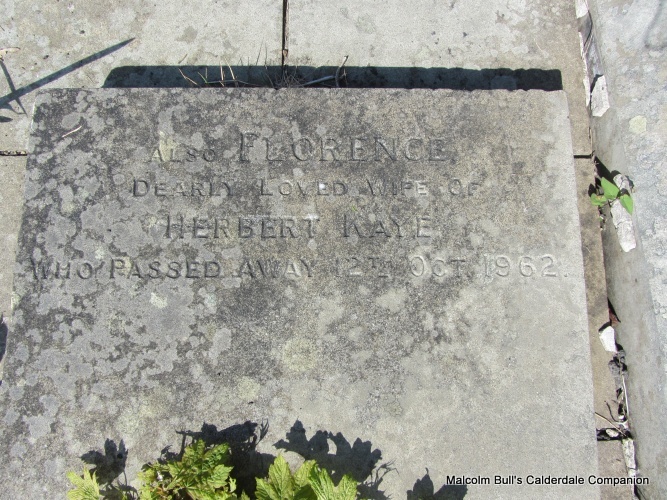 ALSO FLORENCE,
DEARLY LOVED WIFE OF
HERBERT KAYE
WHO PASSED AWAY 12TH OCT. 1962.
Malcolm Bull's Calderdale Companion